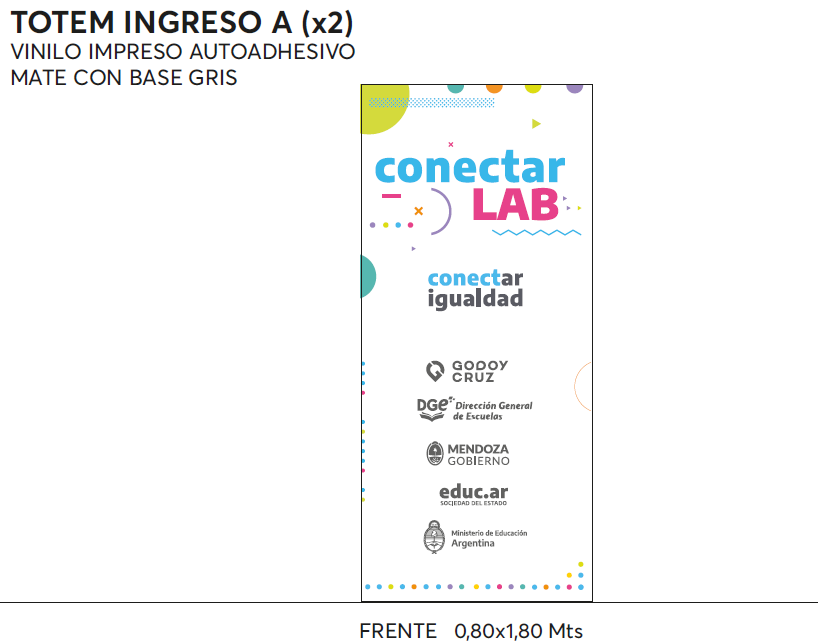 TOTEM INGRESO A (x2)
VINILO IMPRESO AUTOADHESIVO
MATE CON BASE GRIS
conectar
LAB
conectar
igualdad
GODOY
CRUZ
DGE Dirección General
de Escuelas
MENDOZA
GOBIERNO
educ.ar
SOCIEDAD DEL ESTADO
Ministerio de Educación
Argentina
FRENTE 0,80x1,80 Mts